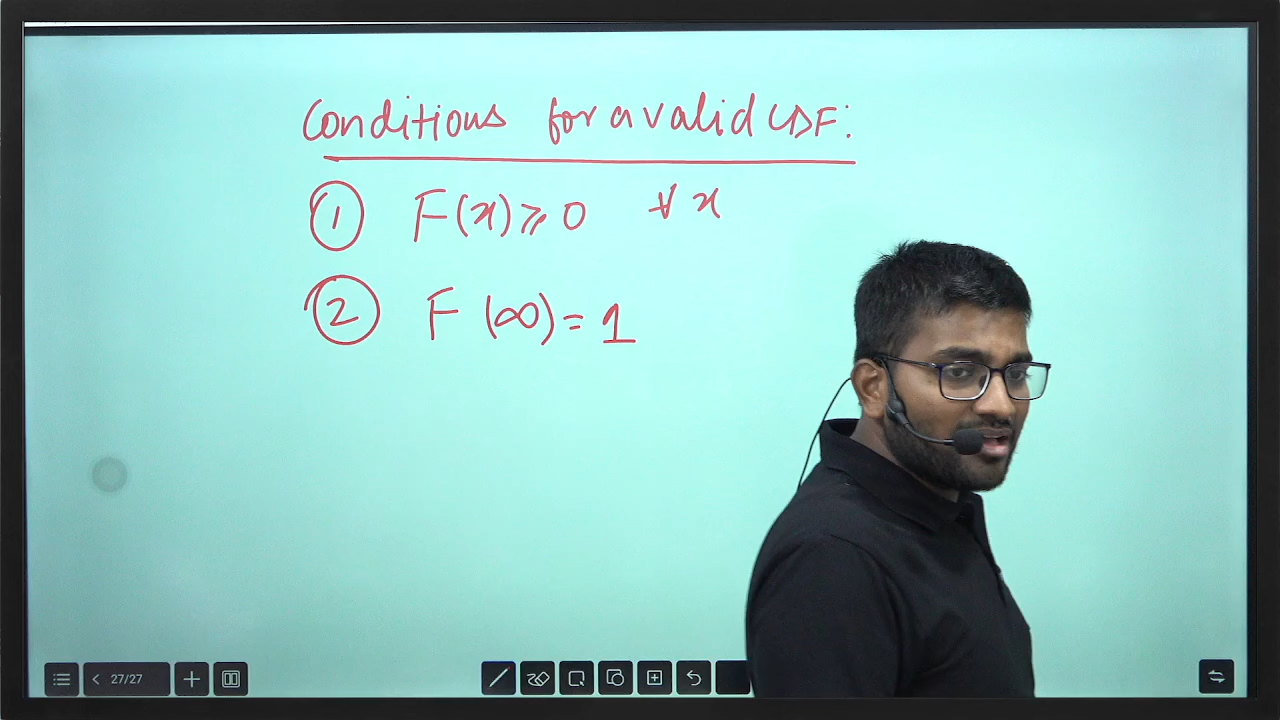 Conditions for a valid CDF:
① F(x) ⩾ 0 ∀ x
② F(∞) = 1
27/27